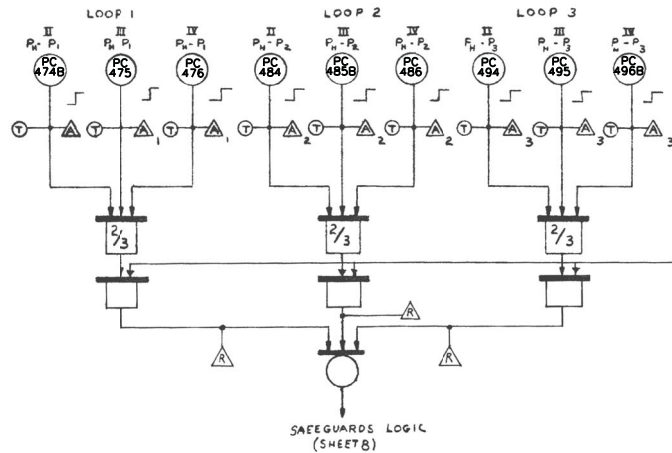 LOOP 1 LOOP 2 LOOP 3
II III IV II III IV II III IV
PH-P1 PH P1 PH-P1 PH-P2 PH-P2 PH-P2 PH-P3 PH-P3 PH-P3
PC PC PC PC PC PC PC PC PC
474B 475 476 484 485B 486 494 495 496B
T A T A 1 T A 1 T A 2 T A 2 T A 2 T A 3 T A 3 T A 3
2/3 2/3 2/3
R
R R
SAFEGUARDS LOGIC
(SHEET 8)